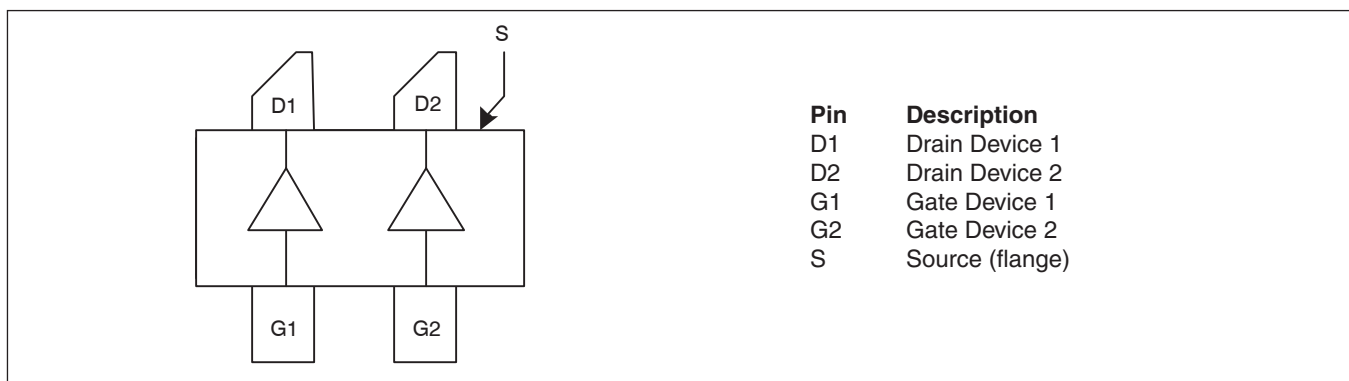 S
D1
D2
G1
G2
Pin Description
D1 Drain Device 1
D2 Drain Device 2
G1 Gate Device 1
G2 Gate Device 2
S Source (flange)